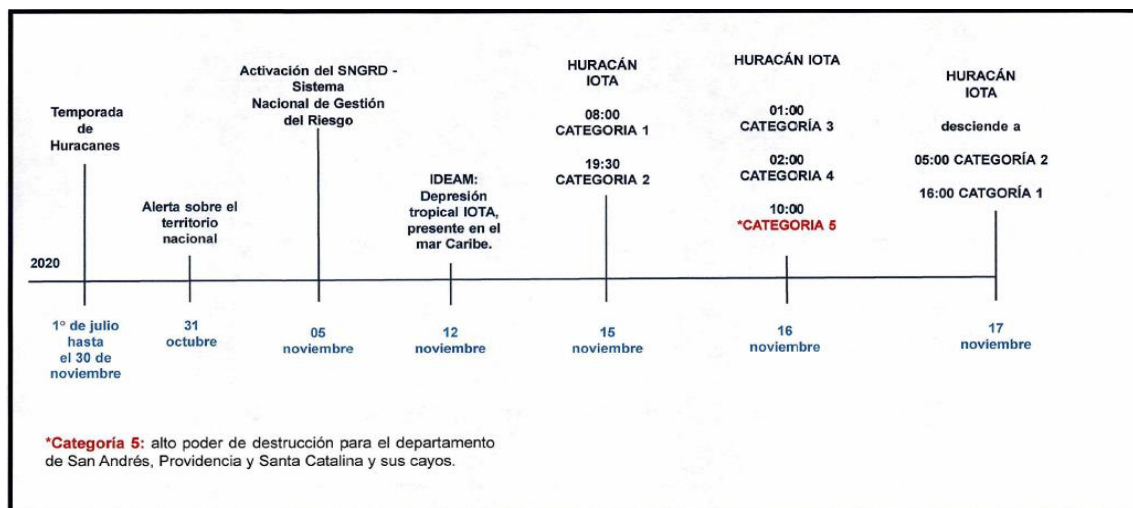 Temporada
de
Huracanes
1° de julio
hasta
el 30 de
noviembre
Alerta sobre el
territorio
nacional
31
octubre
Activación del SNGRD -
Sistema
Nacional de Gestión
del Riesgo
05
noviembre
IDEAM:
Depresión
tropical IOTA,
presente en el
mar Caribe.
12
noviembre
HURACÁN
IOTA
08:00
CATEGORIA 1
19:30
CATEGORIA 2
15
noviembre
HURACÁN IOTA
01:00
CATEGORÍA 3
02:00
CATEGORÍA 4
10:00
*CATEGORIA 5
16
noviembre
HURACÁN
IOTA
desciende a
05:00 CATEGORÍA 2
16:00 CATGORÍA 1
17
noviembre
2020
*Categoría 5: alto poder de destrucción para el departamento
de San Andrés, Providencia y Santa Catalina y sus cayos.